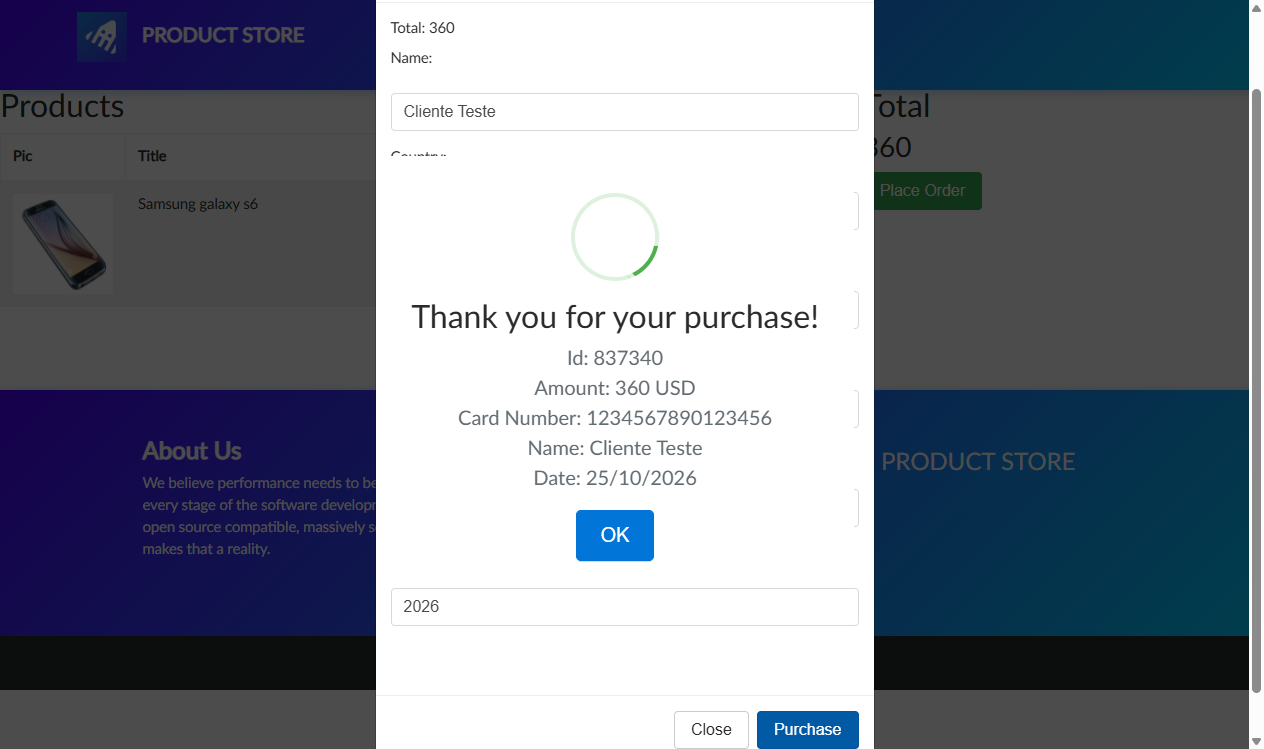 PRODUCT STORE
Products
Pic
Title
Samsung galaxy s6
Total: 360
Name:
Cliente Teste
Country:
Total
360
Place Order
Thank you for your purchase!
Id: 837340
Amount: 360 USD
Card Number: 1234567890123456
Name: Cliente Teste
Date: 25/10/2026
OK
2026
Close
Purchase
About Us
We believe performance needs to be
every stage of the software develop
open source compatible, massively s
makes that a reality.
PRODUCT STORE